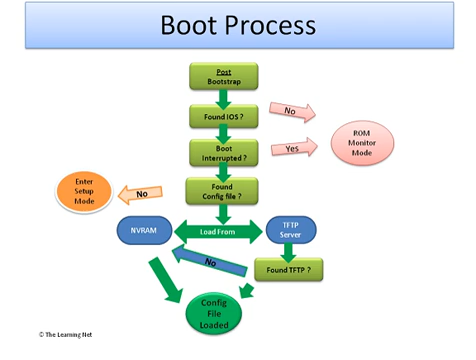 Boot Process
Post
Bootstrap
Found IOS ?
No
Boot
Interrupted ?
Yes
ROM
Monitor
Mode
Found
Config file ?
No
Enter
Setup
Mode
NVRAM
Load From
TFTP
Server
No
Found TFTP ?
Config
File
Loaded
© The Learning Net